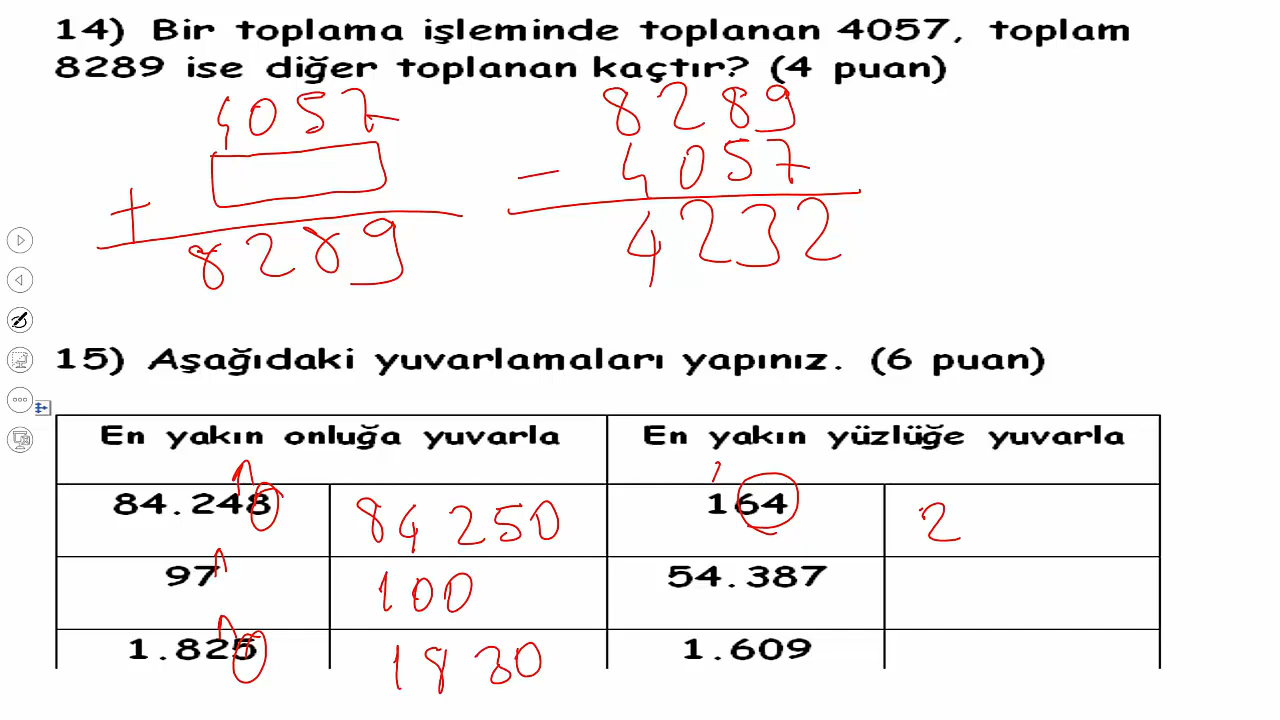 14) Bir toplama işleminde toplanan 4057, toplam
8289 ise diğer toplanan kaçtır? (4 puan)
4057
+
8289
8289
- 4057
4232
15) Aşağıdaki yuvarlamaları yapınız. (6 puan)
En yakın onluğa yuvarla En yakın yüzlüğe yuvarla
84.248 84250 164 2
97 100 54.387
1.825 1830 1.609